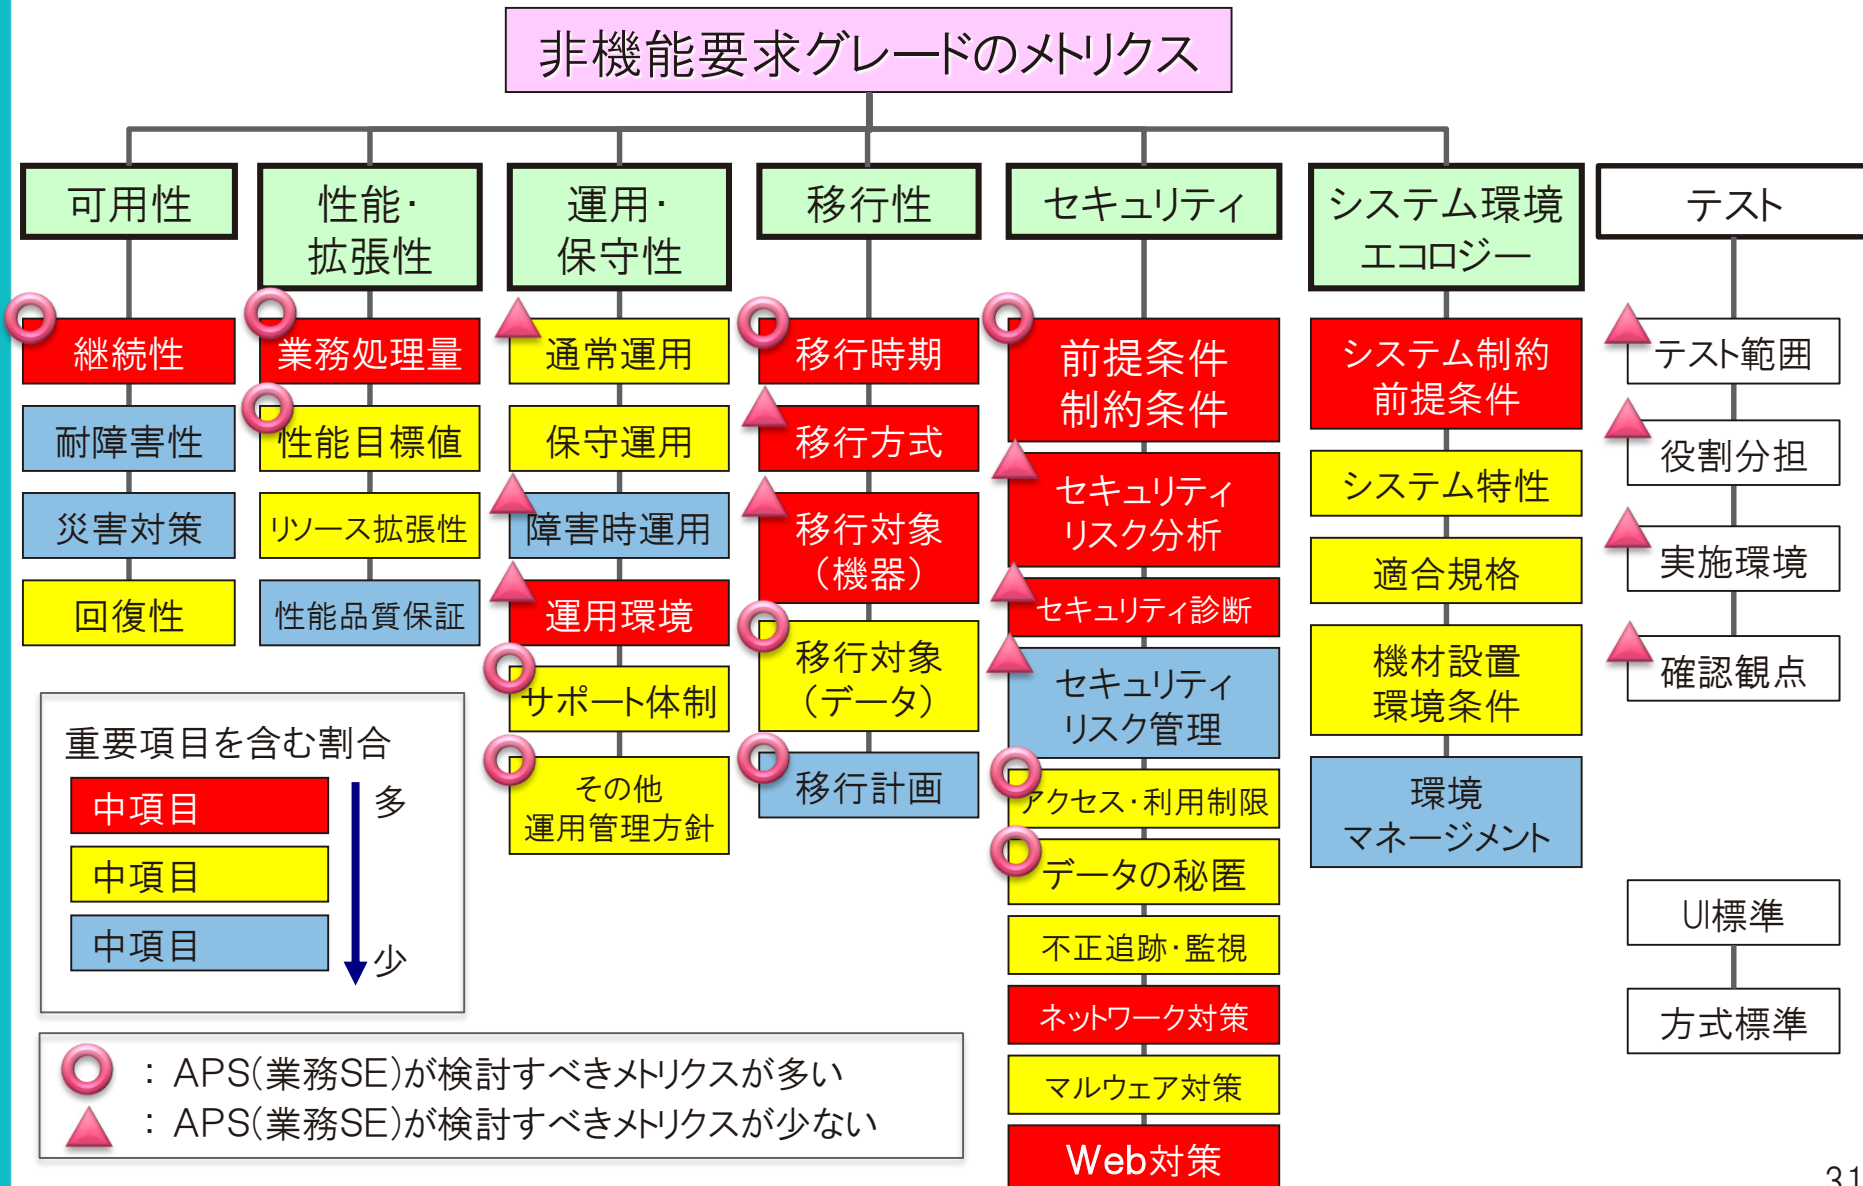 非機能要求グレードのメトリクス
可用性
継続性
耐障害性
災害対策
回復性
性能・
拡張性
業務処理量
性能目標値
リソース拡張性
性能品質保証
運用・
保守性
通常運用
保守運用
障害時運用
運用環境
サポート体制
その他
運用管理方針
移行性
移行時期
移行方式
移行対象
（機器）
移行対象
（データ）
移行計画
セキュリティ
前提条件
制約条件
セキュリティ
リスク分析
セキュリティ診断
セキュリティ
リスク管理
アクセス・利用制限
データの秘匿
不正追跡・監視
ネットワーク対策
マルウェア対策
Web対策
システム環境
エコロジー
システム制約
前提条件
システム特性
適合規格
機材設置
環境条件
環境
マネージメント
テスト
テスト範囲
役割分担
実施環境
確認観点
UI標準
方式標準
重要項目を含む割合
中項目
多
中項目
中項目
少
：APS(業務SE)が検討すべきメトリクスが多い
：APS(業務SE)が検討すべきメトリクスが少ない
31